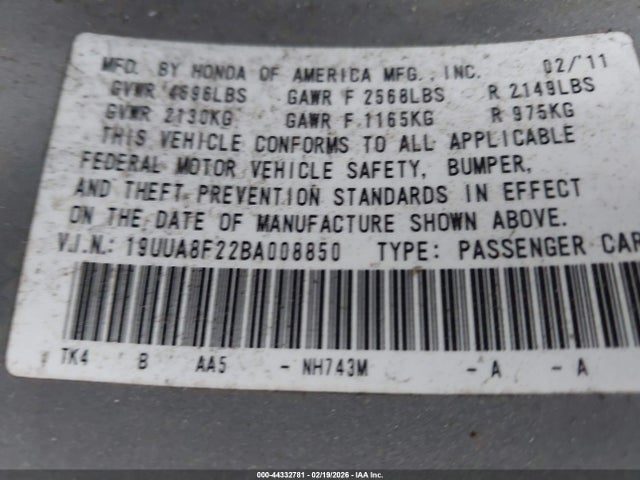 MFD. BY HONDA OF AMERICA MFG., INC. 02/'11
GVWR 4696LBS GAWR F 2568LBS R 2149LBS
GVWR 2130KG GAWR F 1165KG R 975KG
THIS VEHICLE CONFORMS TO ALL APPLICABLE
FEDERAL MOTOR VEHICLE SAFETY, BUMPER,
AND THEFT PREVENTION STANDARDS IN EFFECT
ON THE DATE OF MANUFACTURE SHOWN ABOVE.
V.I.N.: 19UUA8F22BA008850 TYPE: PASSENGER CAR
TK4 B AA5 - NH743M - A - A
000-44332781 - 02/19/2026 - IAA Inc.